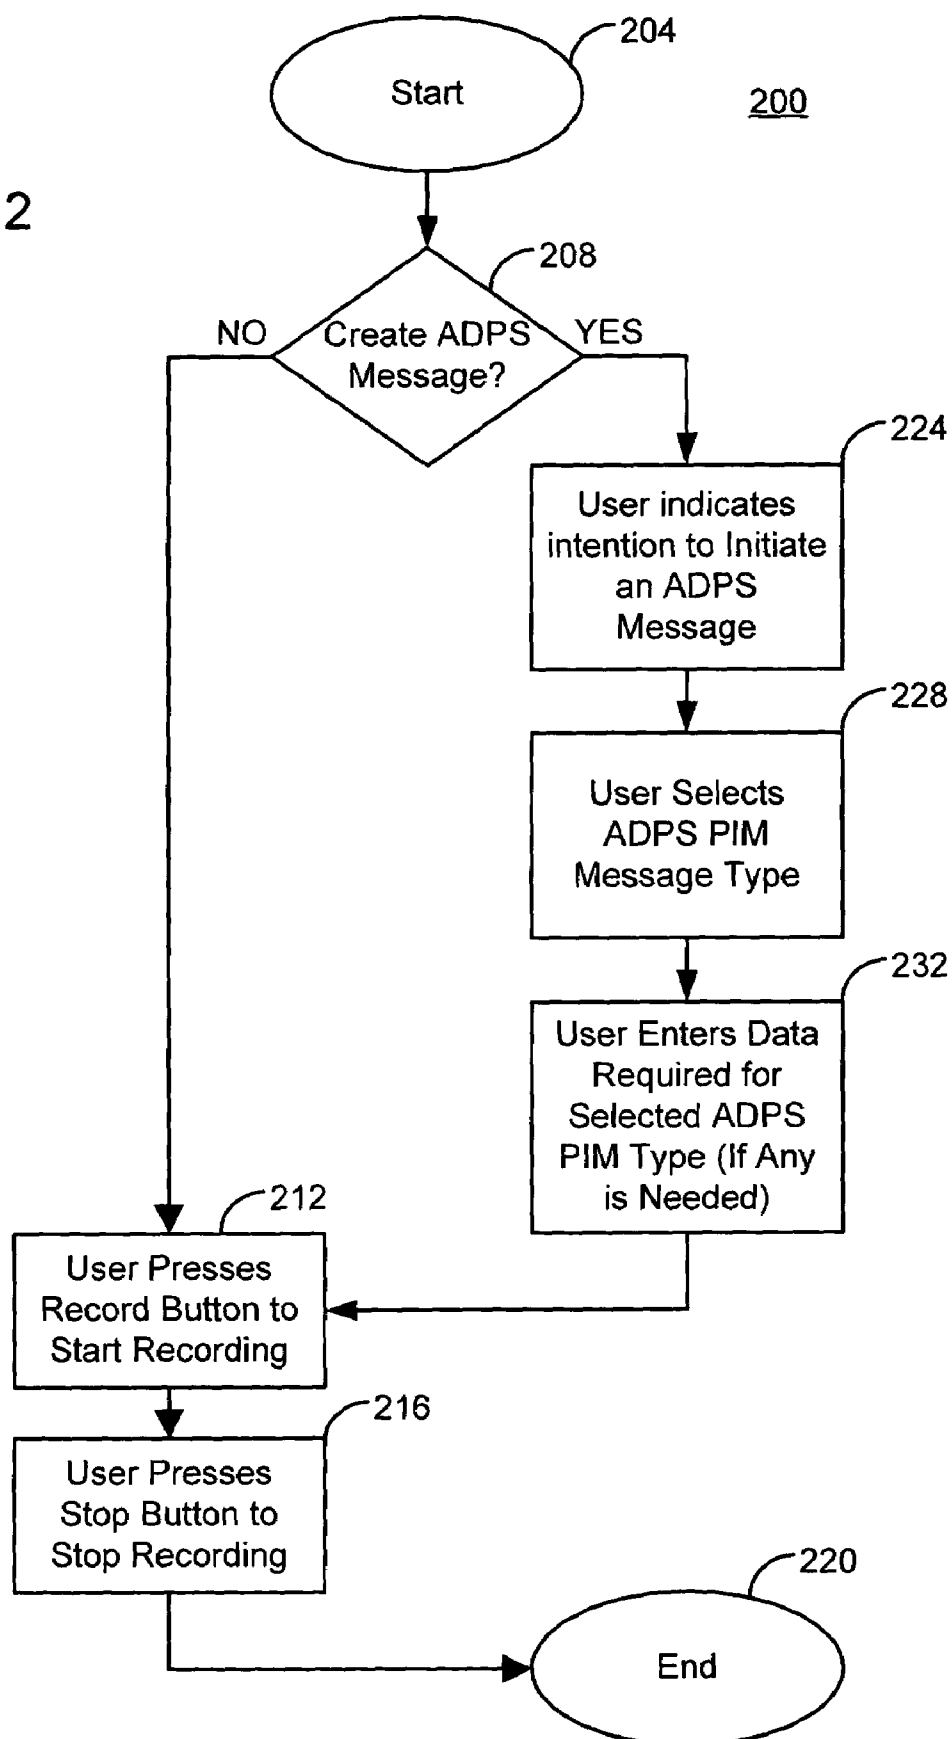 204
Start
200
2
208
NO
Create ADPS
Message?
YES
224
User indicates
intention to Initiate
an ADPS
Message
228
User Selects
ADPS PIM
Message Type
232
User Enters Data
Required for
Selected ADPS
PIM Type (If Any
is Needed)
212
User Presses
Record Button to
Start Recording
216
User Presses
Stop Button to
Stop Recording
220
End